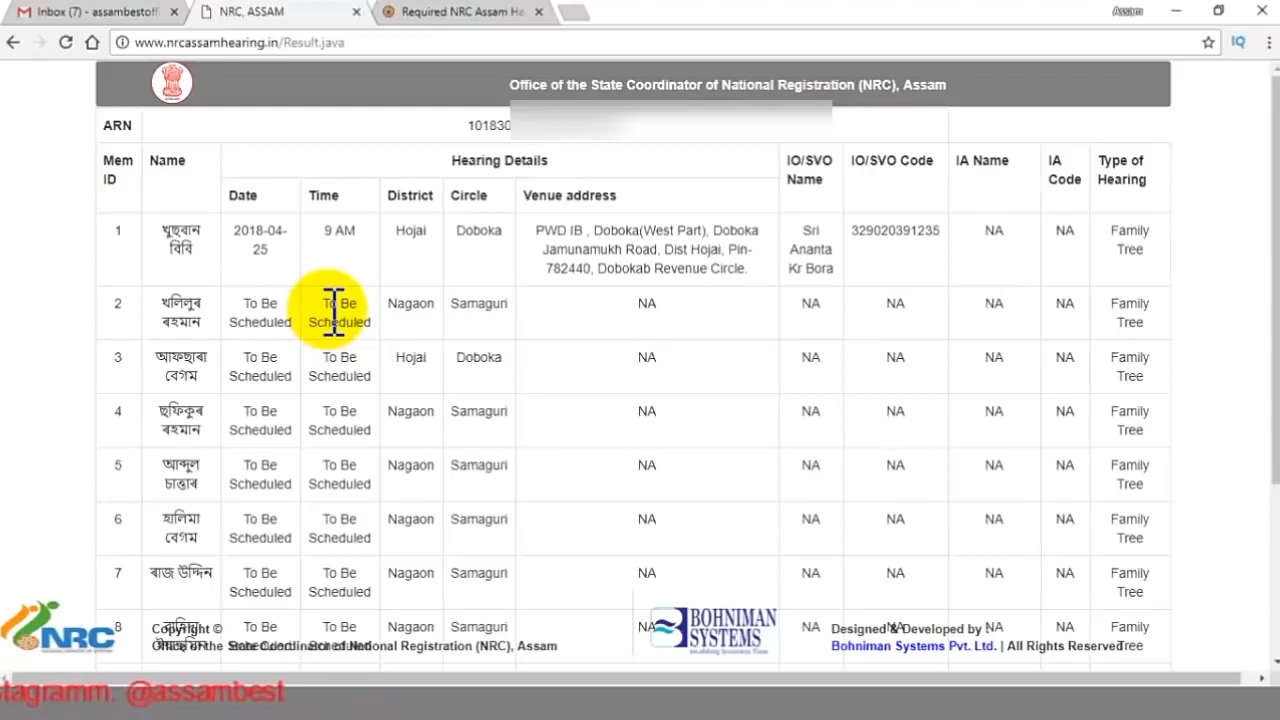 Inbox (7) - assambestoff
NRC, ASSAM
Required NRC Assam He
Assam
www.nrcassamhearing.in/Result.java
IQ
Office of the State Coordinator of National Registration (NRC), Assam
ARN 101830
Mem ID Name Hearing Details IO/SVO Name IO/SVO Code IA Name IA Code Type of Hearing
Date Time District Circle Venue address
1 খুছবান বিবি 2018-04-25 9 AM Hojai Doboka PWD IB , Doboka(West Part), Doboka Jamunamukh Road, Dist Hojai, Pin-782440, Dobokab Revenue Circle. Sri Ananta Kr Bora 329020391235 NA NA Family Tree
2 খলিলুৰ ৰহমান To Be Scheduled To Be Scheduled Nagaon Samaguri NA NA NA NA NA Family Tree
3 আফছাৰা বেগম To Be Scheduled To Be Scheduled Hojai Doboka NA NA NA NA NA Family Tree
4 ছফিকুৰ ৰহমান To Be Scheduled To Be Scheduled Nagaon Samaguri NA NA NA NA NA Family Tree
5 আব্দুল চাত্তাৰ To Be Scheduled To Be Scheduled Nagaon Samaguri NA NA NA NA NA Family Tree
6 হালিমা বেগম To Be Scheduled To Be Scheduled Nagaon Samaguri NA NA NA NA NA Family Tree
7 ৰাজ উদ্দিন To Be Scheduled To Be Scheduled Nagaon Samaguri NA NA NA NA NA Family Tree
8 To Be Scheduled To Be Scheduled Nagaon Samaguri NA NA NA NA NA Family Tree
NRC
Copyright ©
Office of the State Coordinator of National Registration (NRC), Assam
BOHNIMAN SYSTEMS
Designed & Developed by :
Bohniman Systems Pvt. Ltd. | All Rights Reserved
stagramm. @assambest